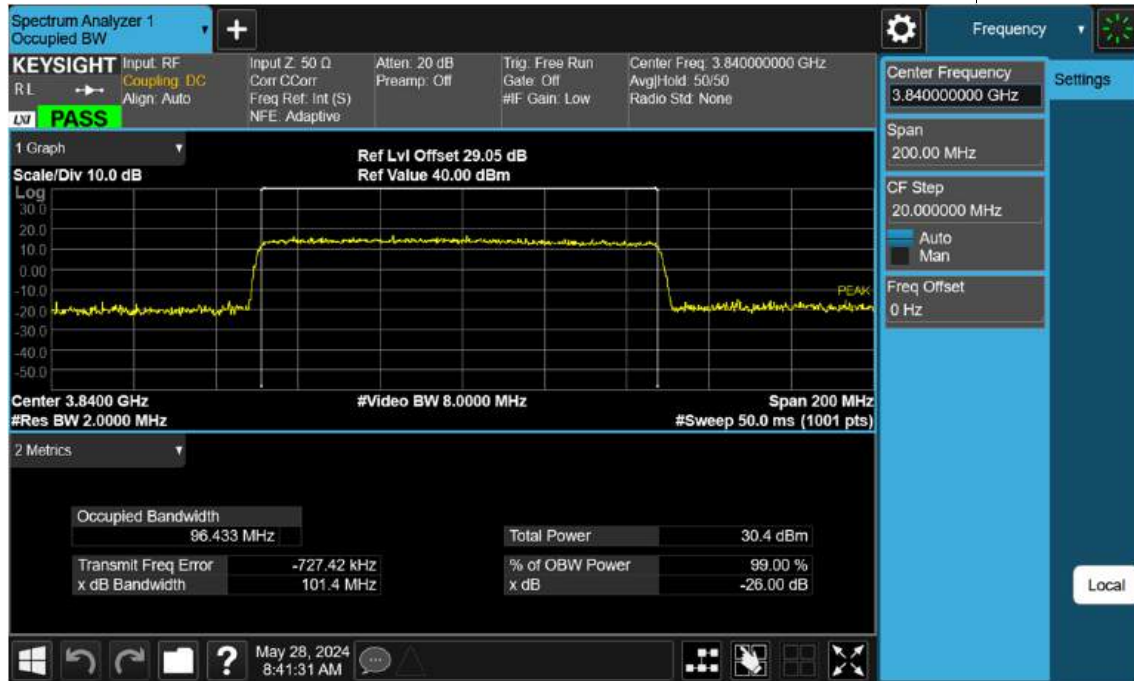 Spectrum Analyzer 1
Occupied BW
Frequency
KEYSIGHT
R L
LXI
PASS
Input: RF
Coupling: DC
Align: Auto
Input Z: 50 Ω
Corr CCorr
Freq Ref: Int (S)
NFE: Adaptive
Atten: 20 dB
Preamp: Off
Trig: Free Run
Gate: Off
#IF Gain: Low
Center Freq: 3.840000000 GHz
Avg|Hold: 50/50
Radio Std: None
Center Frequency
3.840000000 GHz
Settings
Span
200.00 MHz
CF Step
20.000000 MHz
Auto
Man
Freq Offset
0 Hz
1 Graph
Scale/Div 10.0 dB
Ref Lvl Offset 29.05 dB
Ref Value 40.00 dBm
Log
30.0
20.0
10.0
0.00
-10.0
-20.0
-30.0
-40.0
-50.0
PEAK
Center 3.8400 GHz
#Video BW 8.0000 MHz
Span 200 MHz
#Res BW 2.0000 MHz
#Sweep 50.0 ms (1001 pts)
2 Metrics
Occupied Bandwidth
96.433 MHz
Total Power 30.4 dBm
Transmit Freq Error -727.42 kHz
% of OBW Power 99.00 %
x dB Bandwidth 101.4 MHz
x dB -26.00 dB
Local
?
May 28, 2024
8:41:31 AM